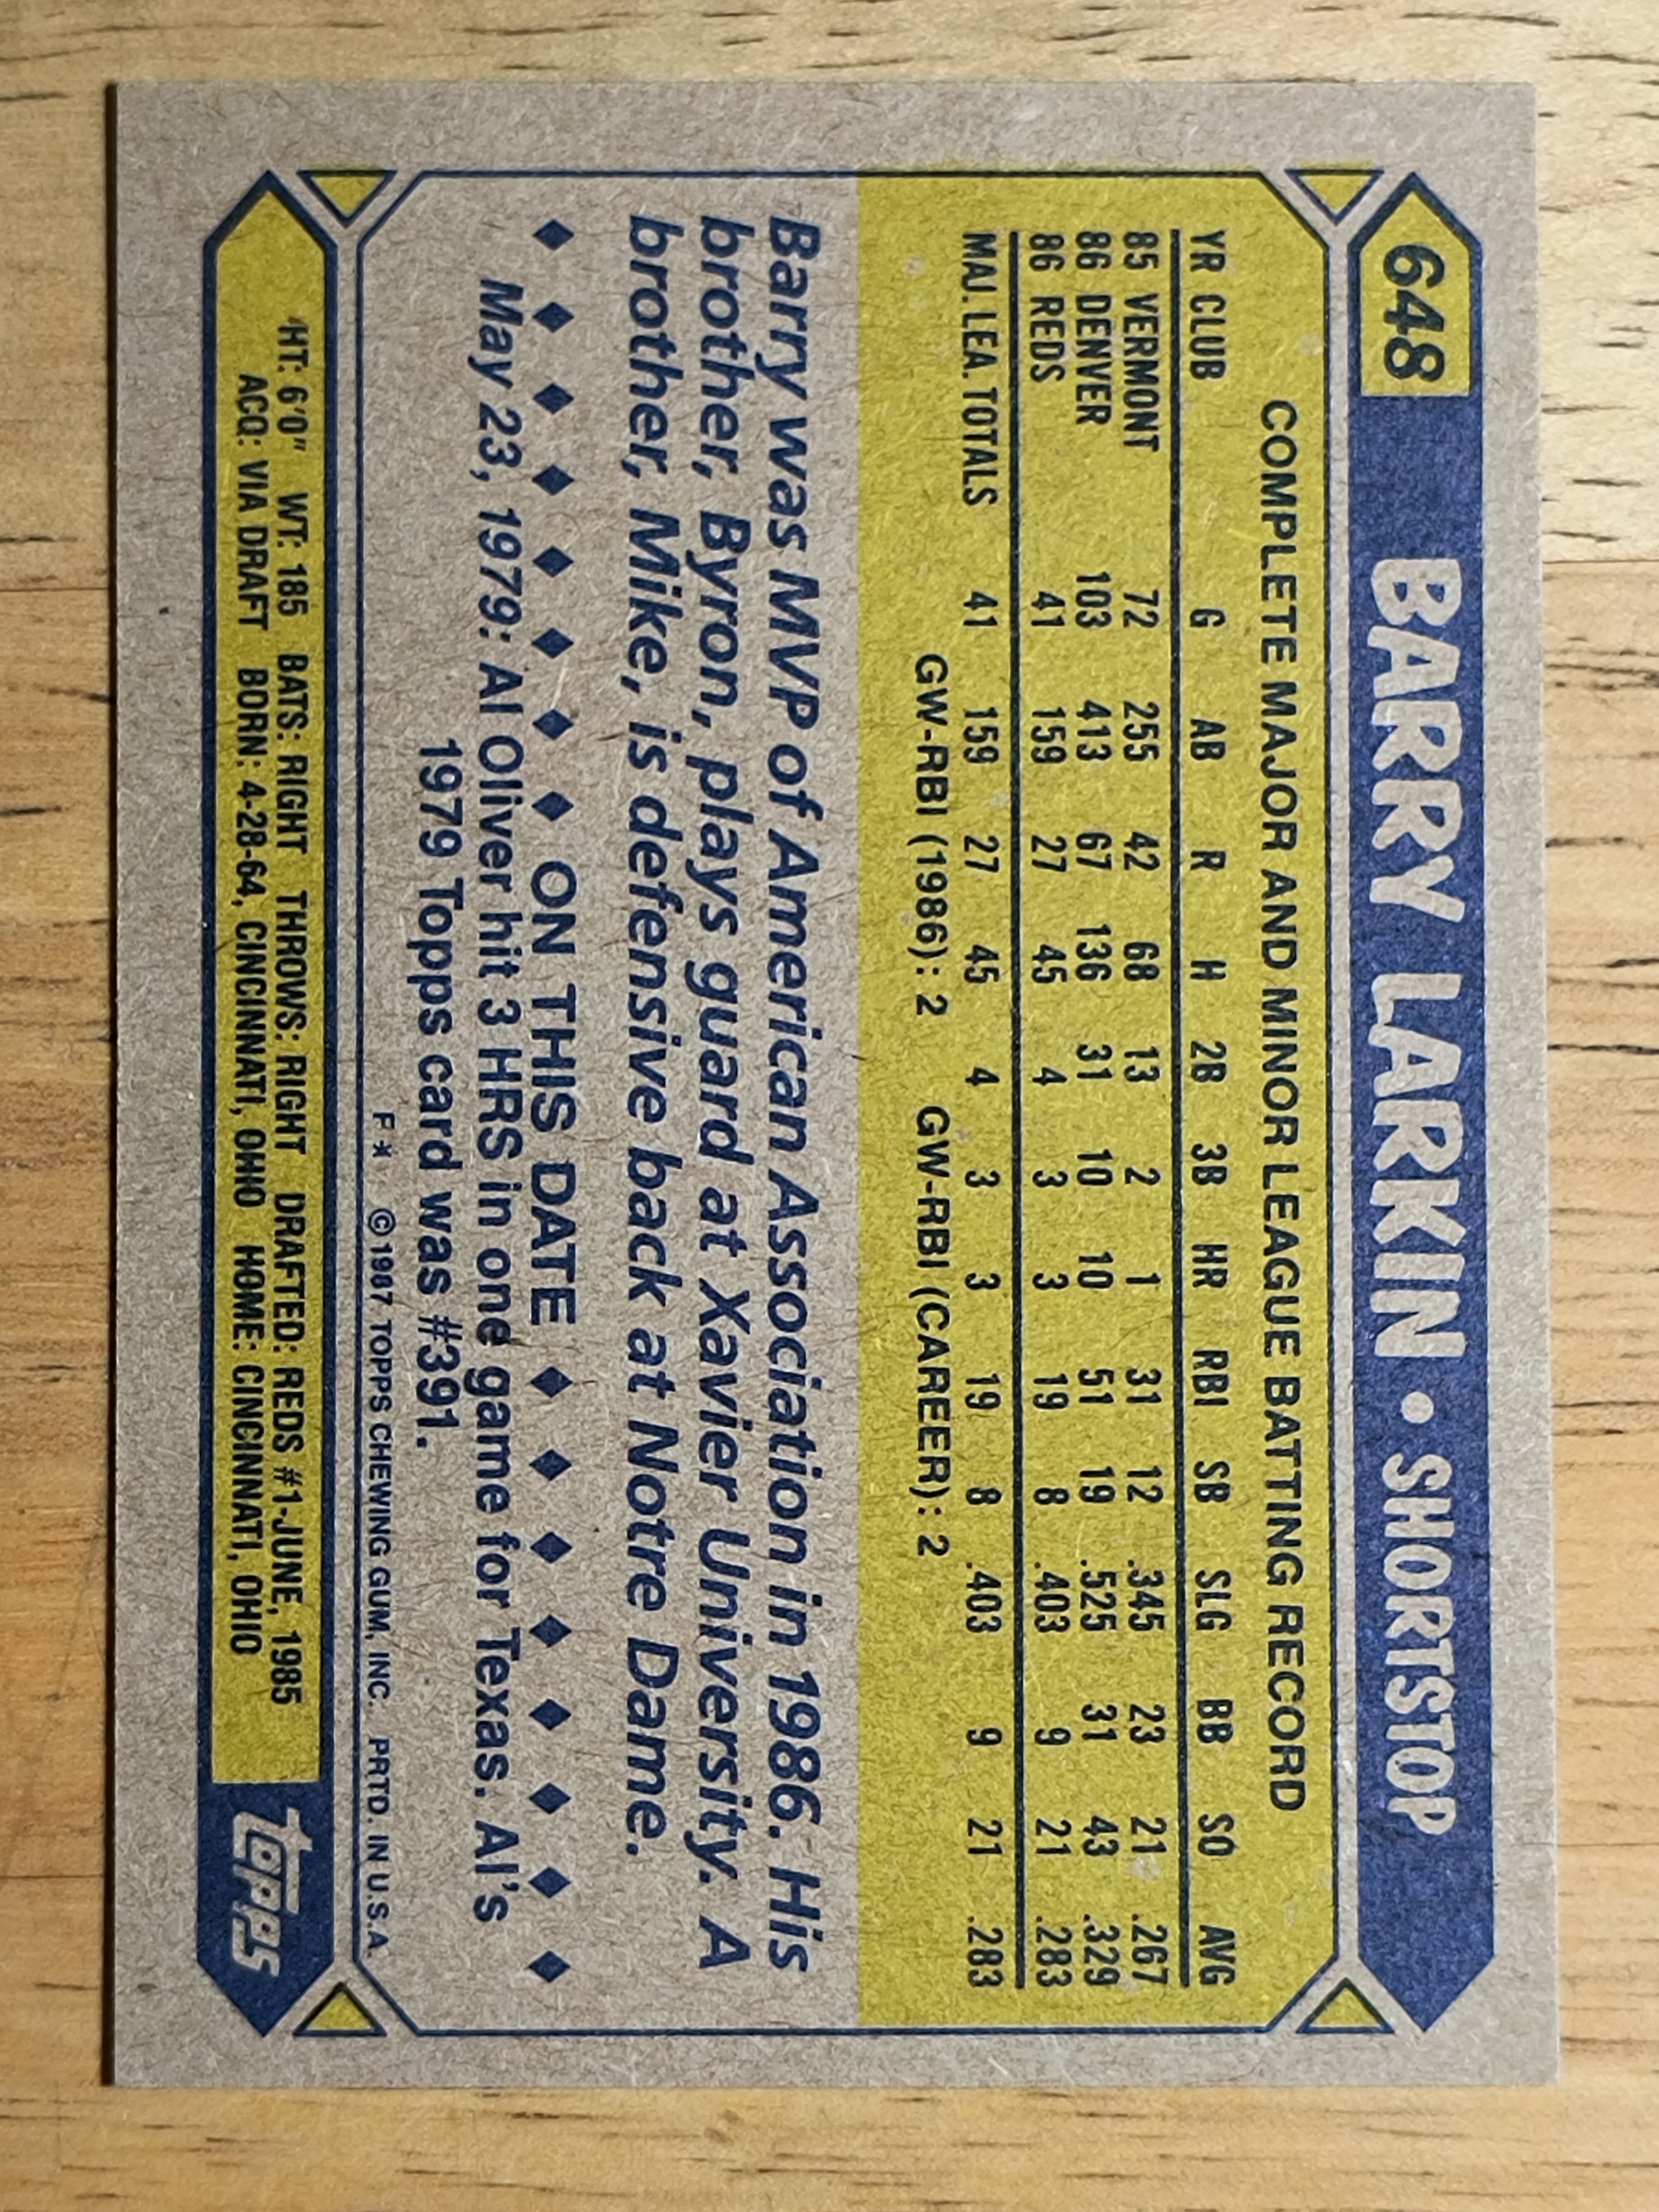 648 BARRY LARKIN • SHORTSTOP
COMPLETE MAJOR AND MINOR LEAGUE BATTING RECORD
YR CLUB G AB R H 2B 3B HR RBI SB SLG BB SO AVG
85 VERMONT 72 255 42 68 13 2 1 31 12 .345 23 21 .267
86 DENVER 103 413 67 136 31 10 10 51 19 .525 31 43 .329
86 REDS 41 159 27 45 4 3 3 19 8 .403 9 21 .283
MAJ. LEA. TOTALS 41 159 27 45 4 3 3 19 8 .403 9 21 .283
GW-RBI (1986): 2 GW-RBI (CAREER): 2
Barry was MVP of American Association in 1986. His
brother, Byron, plays guard at Xavier University. A
brother, Mike, is defensive back at Notre Dame.
♦ ♦ ♦ ♦ ♦ ♦ ♦ ♦ ON THIS DATE ♦ ♦ ♦ ♦ ♦ ♦ ♦ ♦
May 23, 1979: Al Oliver hit 3 HRS in one game for Texas. Al's
1979 Topps card was #391.
F* © 1987 TOPPS CHEWING GUM, INC. PRTD. IN U.S.A.
HT: 6'0" WT: 185 BATS: RIGHT THROWS: RIGHT DRAFTED: REDS #1-JUNE, 1985
ACQ: VIA DRAFT BORN: 4-28-64, CINCINNATI, OHIO HOME: CINCINNATI, OHIO
topps